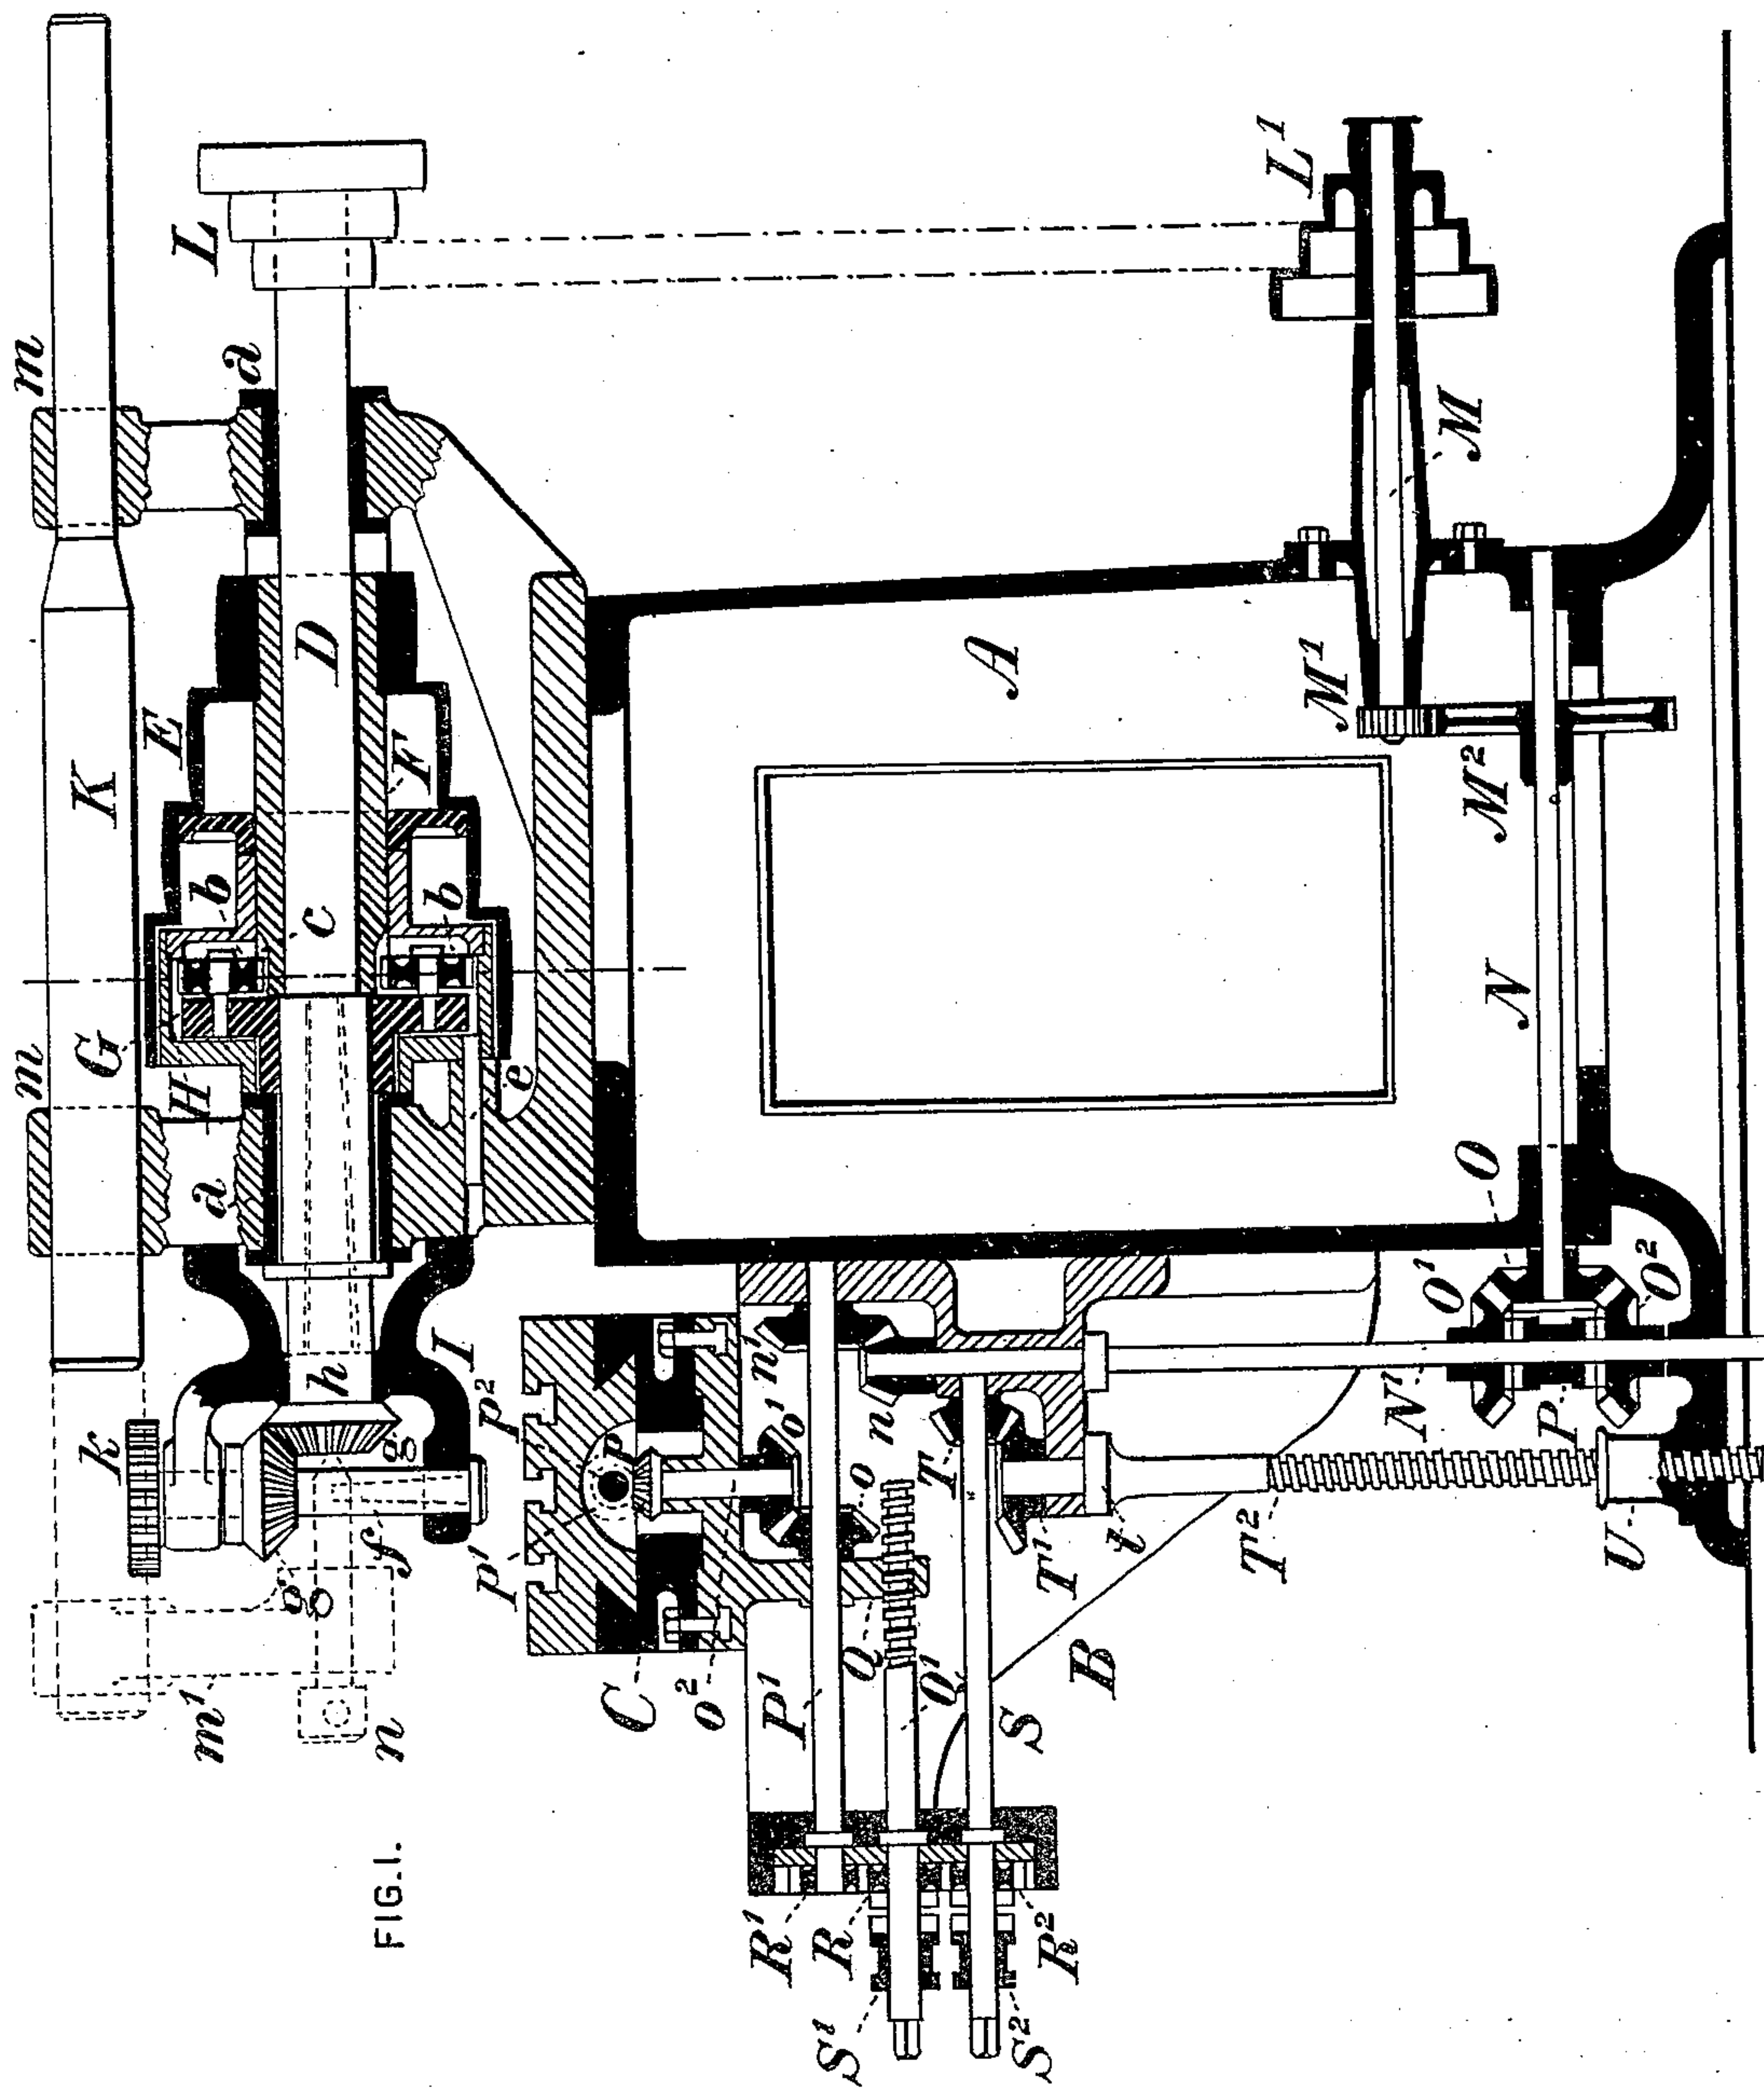 FIG. 1.
m
m
K
G
L
a
E
D
F
b
c
b
H
a
e
h
I
k
g
g
f
m¹
n
A
L¹
M
M¹
M²
N
O
O¹
O²
N¹
P
p²
p¹
p
n¹
o¹
n
o
T
T¹
t
T²
U
C
o²
P¹
Q
Q¹
S
B
R¹
R
R²
S¹
S²